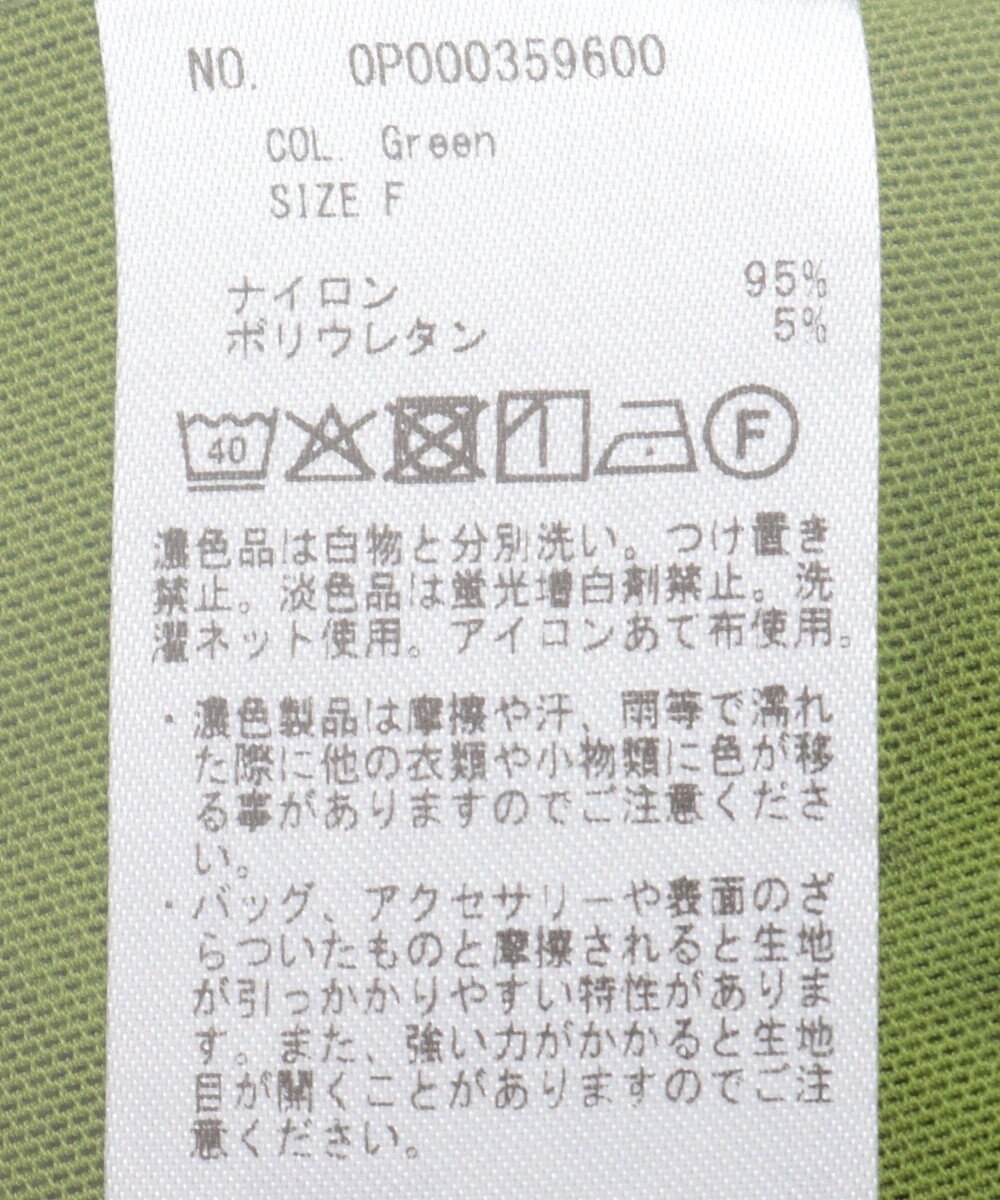 NO. OP000359600
COL. Green
SIZE F
ナイロン 95%
ポリウレタン 5%
40 F
濃色品は白物と分別洗い。つけ置き
禁止。淡色品は蛍光増白剤禁止。洗
濯ネット使用。アイロンあて布使用。
・濃色製品は摩擦や汗、雨等で濡れ
た際に他の衣類や小物類に色が移
る事がありますのでご注意くださ
い。
・バッグ、アクセサリーや表面のざ
らついたものと摩擦されると生地
が引っかかりやすい特性がありま
す。また、強い力がかかると生地
目が開くことがありますのでご注
意ください。